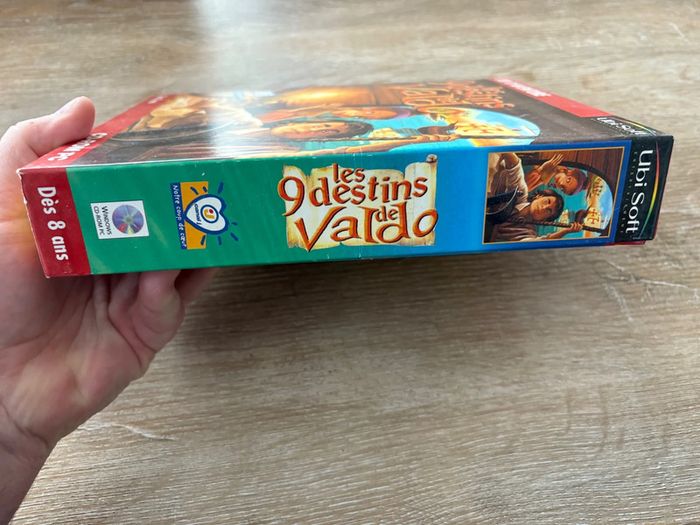 Dès 8 ans
Windows
CD-ROM PC
Notre coup de cœur
les
9 destins
de
Valdo
Ubi Soft